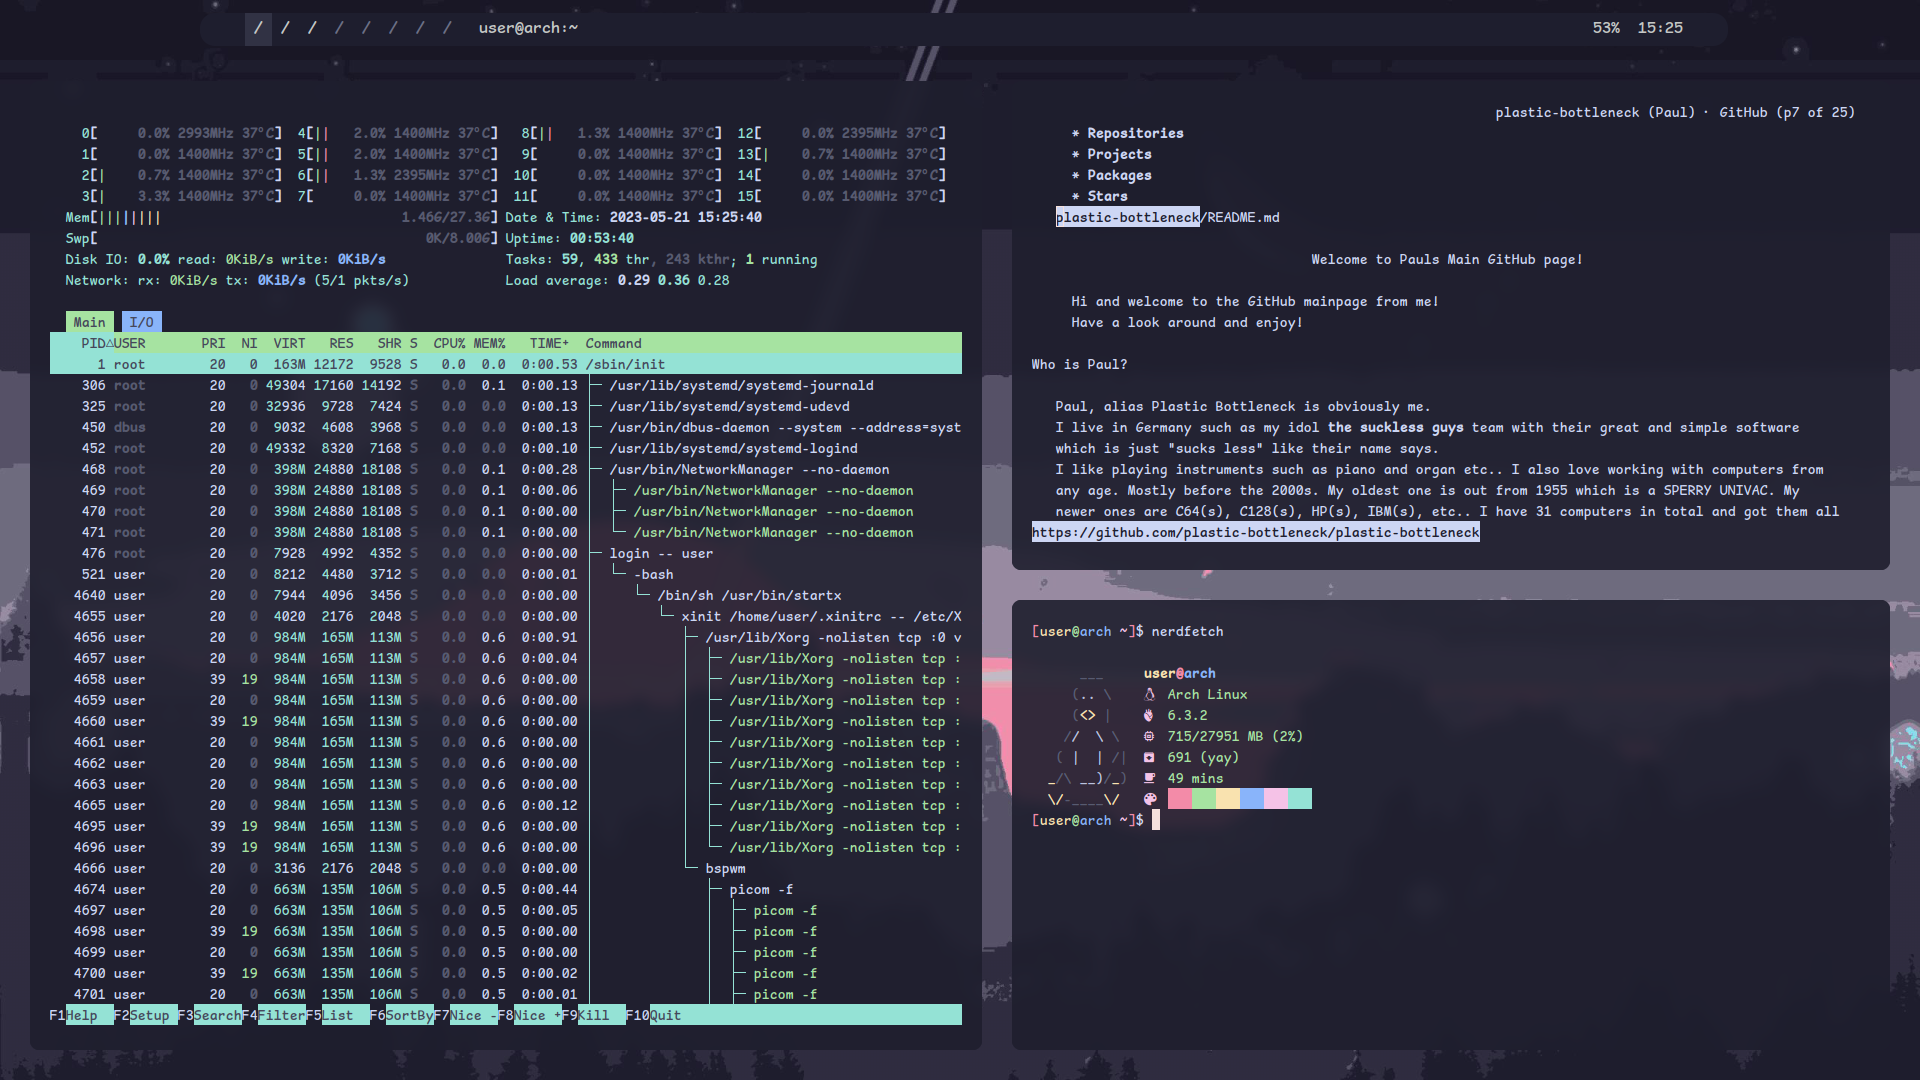 / / / / / / / / user@arch:~ 53% 15:25
0[ 0.0% 2993MHz 37°C] 4[|| 2.0% 1400MHz 37°C] 8[|| 1.3% 1400MHz 37°C] 12[ 0.0% 2395MHz 37°C]
1[ 0.0% 1400MHz 37°C] 5[|| 2.0% 1400MHz 37°C] 9[ 0.0% 1400MHz 37°C] 13[| 0.7% 1400MHz 37°C]
2[| 0.7% 1400MHz 37°C] 6[|| 1.3% 2395MHz 37°C] 10[ 0.0% 1400MHz 37°C] 14[ 0.0% 1400MHz 37°C]
3[| 3.3% 1400MHz 37°C] 7[ 0.0% 1400MHz 37°C] 11[ 0.0% 1400MHz 37°C] 15[ 0.0% 1400MHz 37°C]
Mem[|||||||| 1.46G/27.3G] Date & Time: 2023-05-21 15:25:40
Swp[ 0K/8.00G] Uptime: 00:53:40
Disk IO: 0.0% read: 0KiB/s write: 0KiB/s Tasks: 59, 433 thr, 243 kthr; 1 running
Network: rx: 0KiB/s tx: 0KiB/s (5/1 pkts/s) Load average: 0.29 0.36 0.28
Main I/O
PID△USER PRI NI VIRT RES SHR S CPU% MEM% TIME+ Command
1 root 20 0 163M 12172 9528 S 0.0 0.0 0:00.53 /sbin/init
306 root 20 0 49304 17160 14192 S 0.0 0.1 0:00.13 /usr/lib/systemd/systemd-journald
325 root 20 0 32936 9728 7424 S 0.0 0.0 0:00.13 /usr/lib/systemd/systemd-udevd
450 dbus 20 0 9032 4608 3968 S 0.0 0.0 0:00.13 /usr/bin/dbus-daemon --system --address=syst
452 root 20 0 49332 8320 7168 S 0.0 0.0 0:00.10 /usr/lib/systemd/systemd-logind
468 root 20 0 398M 24880 18108 S 0.0 0.1 0:00.28 /usr/bin/NetworkManager --no-daemon
469 root 20 0 398M 24880 18108 S 0.0 0.1 0:00.06 /usr/bin/NetworkManager --no-daemon
470 root 20 0 398M 24880 18108 S 0.0 0.1 0:00.00 /usr/bin/NetworkManager --no-daemon
471 root 20 0 398M 24880 18108 S 0.0 0.1 0:00.00 /usr/bin/NetworkManager --no-daemon
476 root 20 0 7928 4992 4352 S 0.0 0.0 0:00.00 login -- user
521 user 20 0 8212 4480 3712 S 0.0 0.0 0:00.01 -bash
4640 user 20 0 7944 4096 3456 S 0.0 0.0 0:00.00 /bin/sh /usr/bin/startx
4655 user 20 0 4020 2176 2048 S 0.0 0.0 0:00.00 xinit /home/user/.xinitrc -- /etc/X
4656 user 20 0 984M 165M 113M S 0.0 0.6 0:00.91 /usr/lib/Xorg -nolisten tcp :0 v
4657 user 20 0 984M 165M 113M S 0.0 0.6 0:00.04 /usr/lib/Xorg -nolisten tcp :
4658 user 39 19 984M 165M 113M S 0.0 0.6 0:00.00 /usr/lib/Xorg -nolisten tcp :
4659 user 20 0 984M 165M 113M S 0.0 0.6 0:00.00 /usr/lib/Xorg -nolisten tcp :
4660 user 39 19 984M 165M 113M S 0.0 0.6 0:00.00 /usr/lib/Xorg -nolisten tcp :
4661 user 20 0 984M 165M 113M S 0.0 0.6 0:00.00 /usr/lib/Xorg -nolisten tcp :
4662 user 20 0 984M 165M 113M S 0.0 0.6 0:00.00 /usr/lib/Xorg -nolisten tcp :
4663 user 20 0 984M 165M 113M S 0.0 0.6 0:00.00 /usr/lib/Xorg -nolisten tcp :
4665 user 20 0 984M 165M 113M S 0.0 0.6 0:00.12 /usr/lib/Xorg -nolisten tcp :
4695 user 39 19 984M 165M 113M S 0.0 0.6 0:00.00 /usr/lib/Xorg -nolisten tcp :
4696 user 39 19 984M 165M 113M S 0.0 0.6 0:00.00 /usr/lib/Xorg -nolisten tcp :
4666 user 20 0 3136 2176 2048 S 0.0 0.0 0:00.00 bspwm
4674 user 20 0 663M 135M 106M S 0.0 0.5 0:00.44 picom -f
4697 user 20 0 663M 135M 106M S 0.0 0.5 0:00.05 picom -f
4698 user 39 19 663M 135M 106M S 0.0 0.5 0:00.00 picom -f
4699 user 20 0 663M 135M 106M S 0.0 0.5 0:00.00 picom -f
4700 user 39 19 663M 135M 106M S 0.0 0.5 0:00.02 picom -f
4701 user 20 0 663M 135M 106M S 0.0 0.5 0:00.01 picom -f
F1Help F2Setup F3SearchF4FilterF5List F6SortByF7Nice -F8Nice +F9Kill F10Quit
plastic-bottleneck (Paul) · GitHub (p7 of 25)
* Repositories
* Projects
* Packages
* Stars
plastic-bottleneck/README.md
Welcome to Pauls Main GitHub page!
Hi and welcome to the GitHub mainpage from me!
Have a look around and enjoy!
Who is Paul?
Paul, alias Plastic Bottleneck is obviously me.
I live in Germany such as my idol the suckless guys team with their great and simple software
which is just "sucks less" like their name says.
I like playing instruments such as piano and organ etc.. I also love working with computers from
any age. Mostly before the 2000s. My oldest one is out from 1955 which is a SPERRY UNIVAC. My
newer ones are C64(s), C128(s), HP(s), IBM(s), etc.. I have 31 computers in total and got them all
https://github.com/plastic-bottleneck/plastic-bottleneck
[user@arch ~]$ nerdfetch
user@arch
Arch Linux
6.3.2
715/27951 MB (2%)
691 (yay)
49 mins
[user@arch ~]$